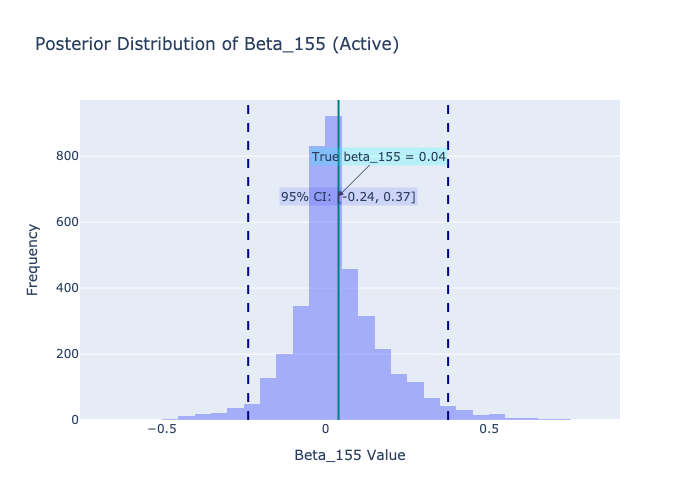 Posterior Distribution of Beta_155 (Active)
True beta_155 = 0.04
95% CI: [-0.24, 0.37]
800
600
400
200
0
Frequency
−0.5
0
0.5
Beta_155 Value